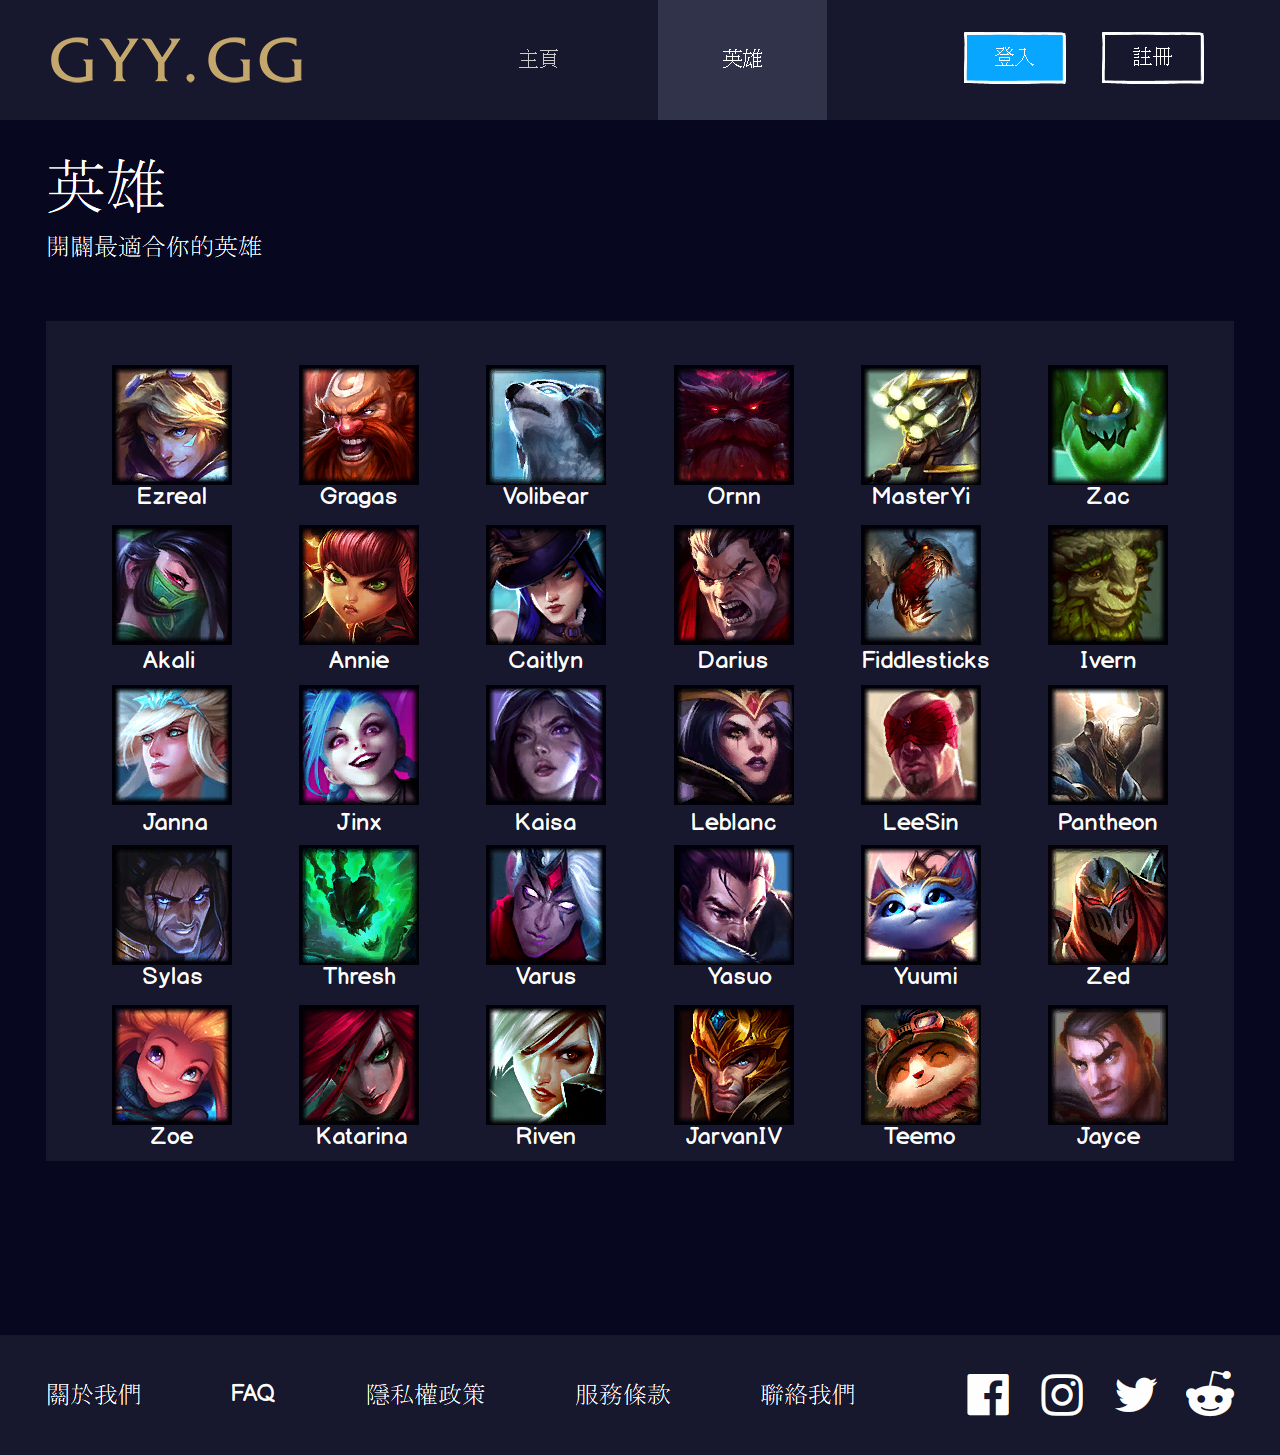 GYY.GG
主頁
英雄
登入
註冊
英雄
開闢最適合你的英雄
Ezreal Gragas Volibear Ornn MasterYi Zac
Akali Annie Caitlyn Darius Fiddlesticks Ivern
Janna Jinx Kaisa Leblanc LeeSin Pantheon
Sylas Thresh Varus Yasuo Yuumi Zed
Zoe Katarina Riven JarvanIV Teemo Jayce
關於我們 FAQ 隱私權政策 服務條款 聯絡我們